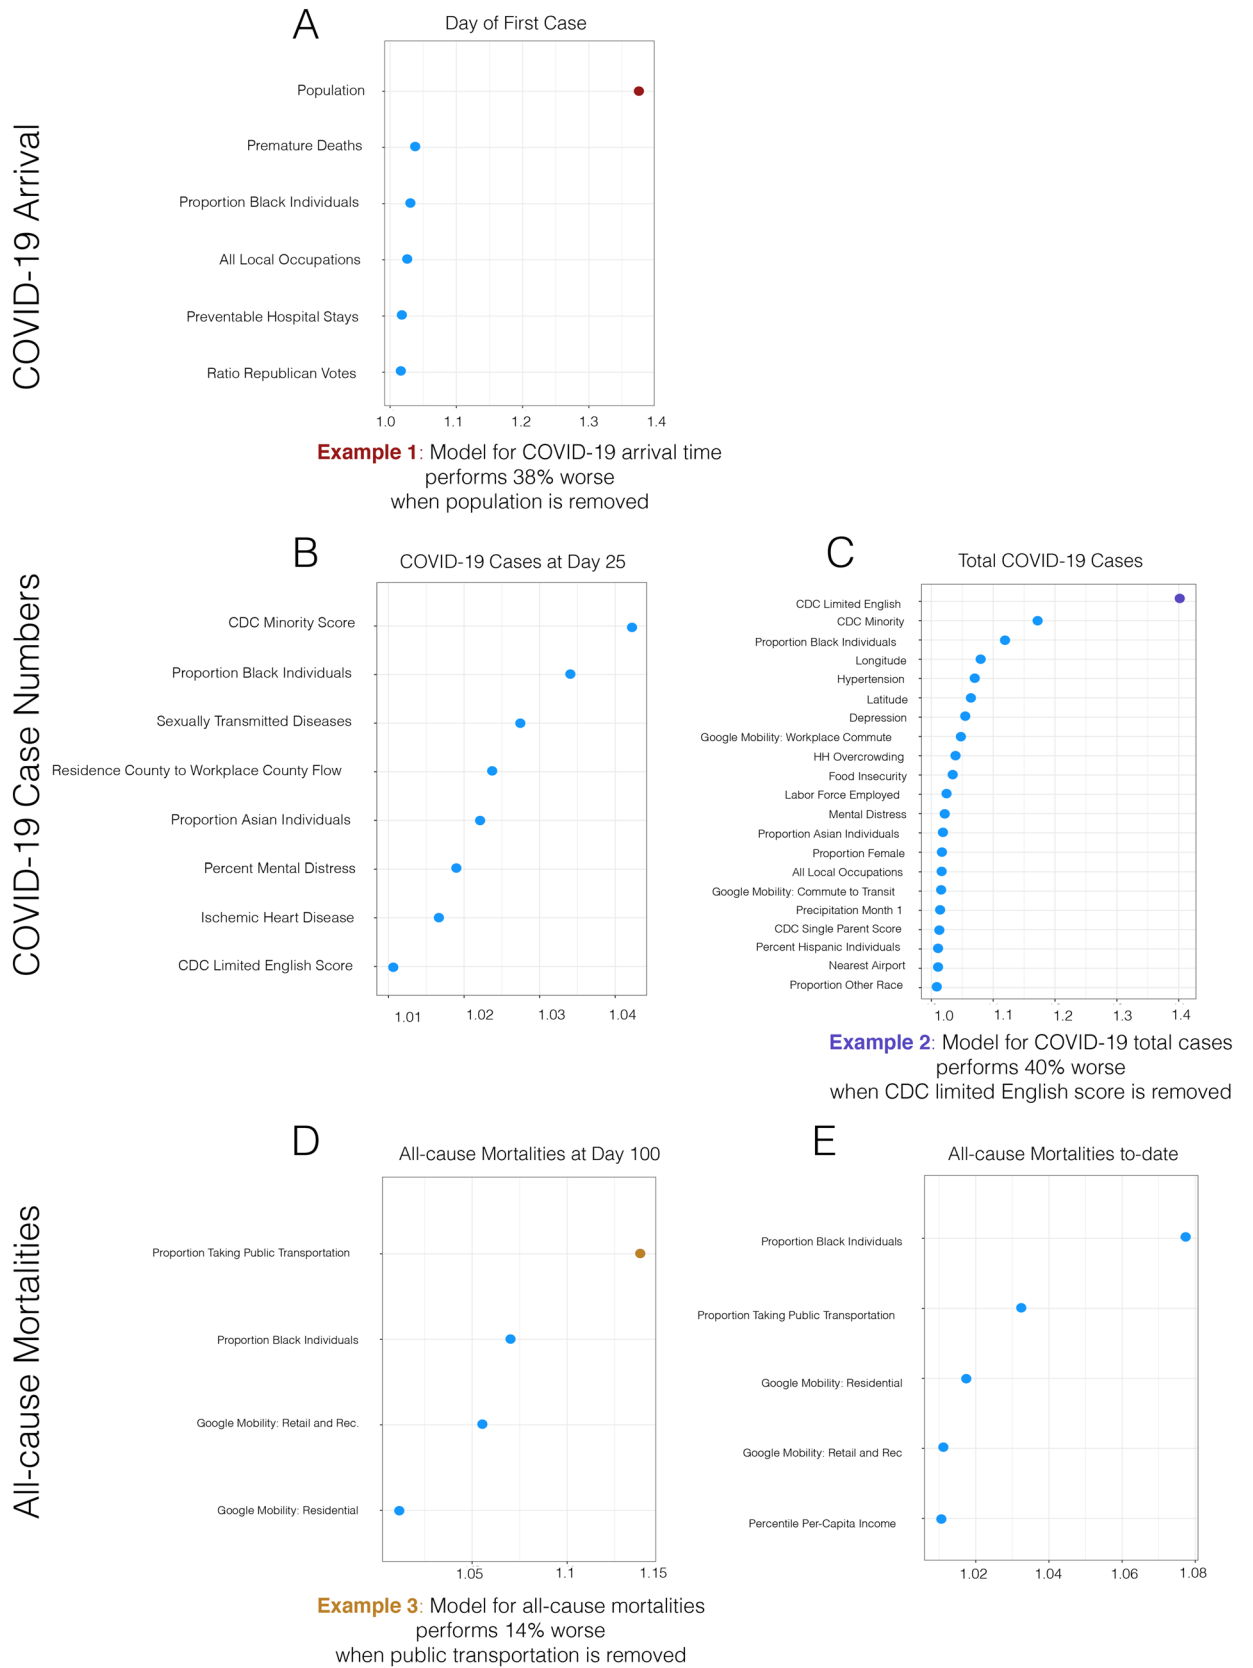 COVID-19 Arrival
A
Day of First Case
Population
Premature Deaths
Proportion Black Individuals
All Local Occupations
Preventable Hospital Stays
Ratio Republican Votes
1.0 1.1 1.2 1.3 1.4
Example 1: Model for COVID-19 arrival time
performs 38% worse
when population is removed
COVID-19 Case Numbers
B
COVID-19 Cases at Day 25
CDC Minority Score
Proportion Black Individuals
Sexually Transmitted Diseases
Residence County to Workplace County Flow
Proportion Asian Individuals
Percent Mental Distress
Ischemic Heart Disease
CDC Limited English Score
1.01 1.02 1.03 1.04
C
Total COVID-19 Cases
CDC Limited English
CDC Minority
Proportion Black Individuals
Longitude
Hypertension
Latitude
Depression
Google Mobility: Workplace Commute
HH Overcrowding
Food Insecurity
Labor Force Employed
Mental Distress
Proportion Asian Individuals
Proportion Female
All Local Occupations
Google Mobility: Commute to Transit
Precipitation Month 1
CDC Single Parent Score
Percent Hispanic Individuals
Nearest Airport
Proportion Other Race
1.0 1.1 1.2 1.3 1.4
Example 2: Model for COVID-19 total cases
performs 40% worse
when CDC limited English score is removed
All-cause Mortalities
D
All-cause Mortalities at Day 100
Proportion Taking Public Transportation
Proportion Black Individuals
Google Mobility: Retail and Rec.
Google Mobility: Residential
1.05 1.1 1.15
Example 3: Model for all-cause mortalities
performs 14% worse
when public transportation is removed
E
All-cause Mortalities to-date
Proportion Black Individuals
Proportion Taking Public Transportation
Google Mobility: Residential
Google Mobility: Retail and Rec
Percentile Per-Capita Income
1.02 1.04 1.06 1.08